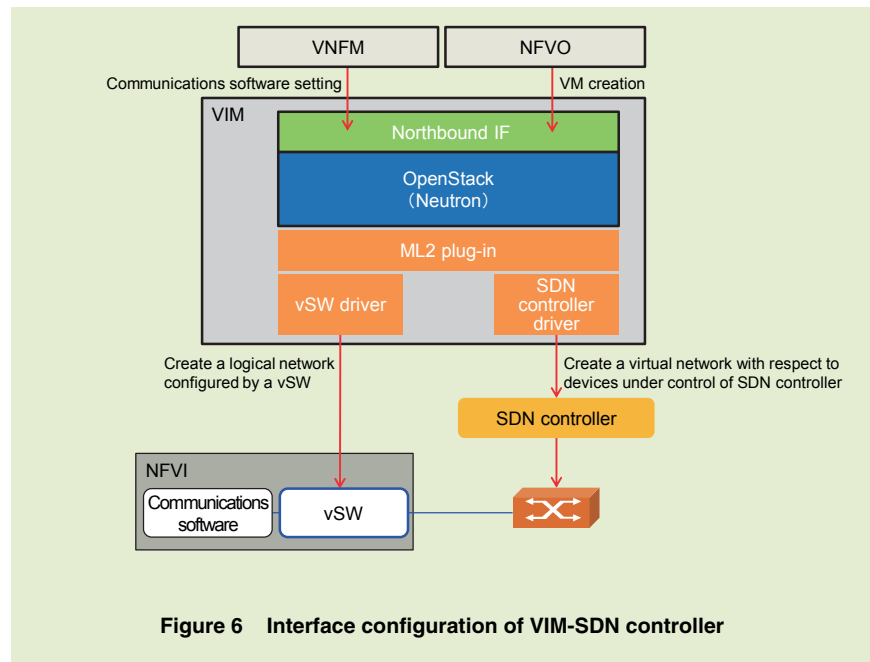 VNFM
NFVO
Communications software setting
VM creation
VIM
Northbound IF
OpenStack
（Neutron）
ML2 plug-in
vSW driver
SDN
controller
driver
Create a logical network
configured by a vSW
Create a virtual network with respect to
devices under control of SDN controller
SDN controller
NFVI
Communications
software
vSW
Figure 6 Interface configuration of VIM-SDN controller